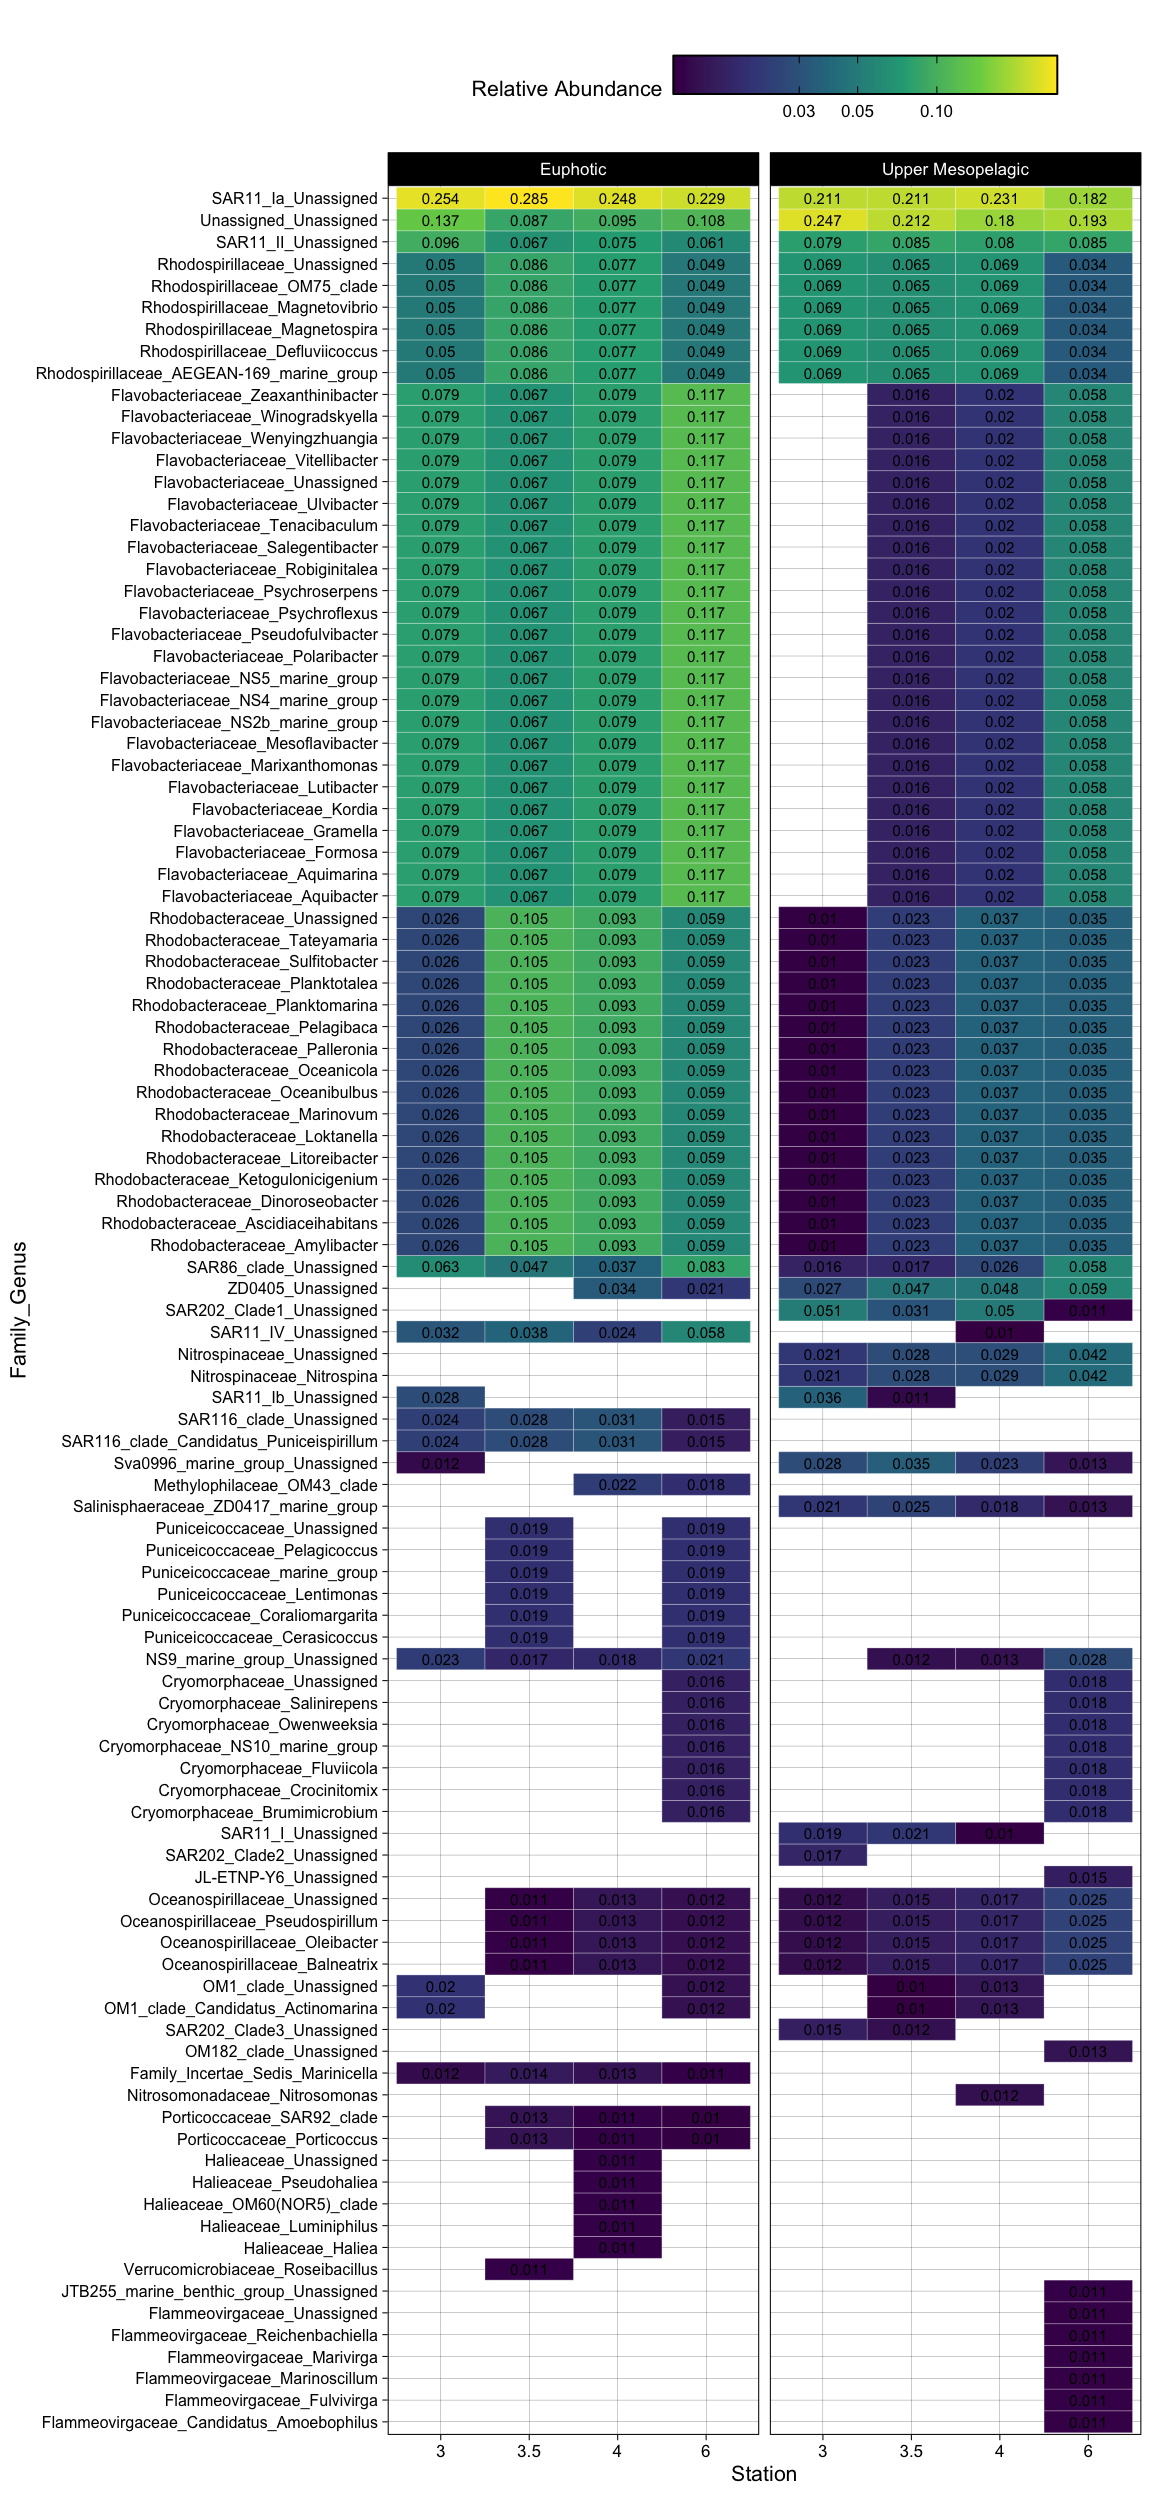 Relative Abundance
0.03 0.05 0.10
Euphotic Upper Mesopelagic
SAR11_Ia_Unassigned 0.254 0.285 0.248 0.229 0.211 0.211 0.231 0.182
Unassigned_Unassigned 0.137 0.087 0.095 0.108 0.247 0.212 0.18 0.193
SAR11_II_Unassigned 0.096 0.067 0.075 0.061 0.079 0.085 0.08 0.085
Rhodospirillaceae_Unassigned 0.05 0.086 0.077 0.049 0.069 0.065 0.069 0.034
Rhodospirillaceae_OM75_clade 0.05 0.086 0.077 0.049 0.069 0.065 0.069 0.034
Rhodospirillaceae_Magnetovibrio 0.05 0.086 0.077 0.049 0.069 0.065 0.069 0.034
Rhodospirillaceae_Magnetospira 0.05 0.086 0.077 0.049 0.069 0.065 0.069 0.034
Rhodospirillaceae_Defluviicoccus 0.05 0.086 0.077 0.049 0.069 0.065 0.069 0.034
Rhodospirillaceae_AEGEAN-169_marine_group 0.05 0.086 0.077 0.049 0.069 0.065 0.069 0.034
Flavobacteriaceae_Zeaxanthinibacter 0.079 0.067 0.079 0.117 0.016 0.02 0.058
Flavobacteriaceae_Winogradskyella 0.079 0.067 0.079 0.117 0.016 0.02 0.058
Flavobacteriaceae_Wenyingzhuangia 0.079 0.067 0.079 0.117 0.016 0.02 0.058
Flavobacteriaceae_Vitellibacter 0.079 0.067 0.079 0.117 0.016 0.02 0.058
Flavobacteriaceae_Unassigned 0.079 0.067 0.079 0.117 0.016 0.02 0.058
Flavobacteriaceae_Ulvibacter 0.079 0.067 0.079 0.117 0.016 0.02 0.058
Flavobacteriaceae_Tenacibaculum 0.079 0.067 0.079 0.117 0.016 0.02 0.058
Flavobacteriaceae_Salegentibacter 0.079 0.067 0.079 0.117 0.016 0.02 0.058
Flavobacteriaceae_Robiginitalea 0.079 0.067 0.079 0.117 0.016 0.02 0.058
Flavobacteriaceae_Psychroserpens 0.079 0.067 0.079 0.117 0.016 0.02 0.058
Flavobacteriaceae_Psychroflexus 0.079 0.067 0.079 0.117 0.016 0.02 0.058
Flavobacteriaceae_Pseudofulvibacter 0.079 0.067 0.079 0.117 0.016 0.02 0.058
Flavobacteriaceae_Polaribacter 0.079 0.067 0.079 0.117 0.016 0.02 0.058
Flavobacteriaceae_NS5_marine_group 0.079 0.067 0.079 0.117 0.016 0.02 0.058
Flavobacteriaceae_NS4_marine_group 0.079 0.067 0.079 0.117 0.016 0.02 0.058
Flavobacteriaceae_NS2b_marine_group 0.079 0.067 0.079 0.117 0.016 0.02 0.058
Flavobacteriaceae_Mesoflavibacter 0.079 0.067 0.079 0.117 0.016 0.02 0.058
Flavobacteriaceae_Marixanthomonas 0.079 0.067 0.079 0.117 0.016 0.02 0.058
Flavobacteriaceae_Lutibacter 0.079 0.067 0.079 0.117 0.016 0.02 0.058
Flavobacteriaceae_Kordia 0.079 0.067 0.079 0.117 0.016 0.02 0.058
Flavobacteriaceae_Gramella 0.079 0.067 0.079 0.117 0.016 0.02 0.058
Flavobacteriaceae_Formosa 0.079 0.067 0.079 0.117 0.016 0.02 0.058
Flavobacteriaceae_Aquimarina 0.079 0.067 0.079 0.117 0.016 0.02 0.058
Flavobacteriaceae_Aquibacter 0.079 0.067 0.079 0.117 0.016 0.02 0.058
Rhodobacteraceae_Unassigned 0.026 0.105 0.093 0.059 0.01 0.023 0.037 0.035
Rhodobacteraceae_Tateyamaria 0.026 0.105 0.093 0.059 0.01 0.023 0.037 0.035
Rhodobacteraceae_Sulfitobacter 0.026 0.105 0.093 0.059 0.01 0.023 0.037 0.035
Rhodobacteraceae_Planktotalea 0.026 0.105 0.093 0.059 0.01 0.023 0.037 0.035
Rhodobacteraceae_Planktomarina 0.026 0.105 0.093 0.059 0.01 0.023 0.037 0.035
Rhodobacteraceae_Pelagibaca 0.026 0.105 0.093 0.059 0.01 0.023 0.037 0.035
Rhodobacteraceae_Palleronia 0.026 0.105 0.093 0.059 0.01 0.023 0.037 0.035
Rhodobacteraceae_Oceanicola 0.026 0.105 0.093 0.059 0.01 0.023 0.037 0.035
Rhodobacteraceae_Oceanibulbus 0.026 0.105 0.093 0.059 0.01 0.023 0.037 0.035
Rhodobacteraceae_Marinovum 0.026 0.105 0.093 0.059 0.01 0.023 0.037 0.035
Rhodobacteraceae_Loktanella 0.026 0.105 0.093 0.059 0.01 0.023 0.037 0.035
Rhodobacteraceae_Litoreibacter 0.026 0.105 0.093 0.059 0.01 0.023 0.037 0.035
Rhodobacteraceae_Ketogulonicigenium 0.026 0.105 0.093 0.059 0.01 0.023 0.037 0.035
Rhodobacteraceae_Dinoroseobacter 0.026 0.105 0.093 0.059 0.01 0.023 0.037 0.035
Rhodobacteraceae_Ascidiaceihabitans 0.026 0.105 0.093 0.059 0.01 0.023 0.037 0.035
Rhodobacteraceae_Amylibacter 0.026 0.105 0.093 0.059 0.01 0.023 0.037 0.035
SAR86_clade_Unassigned 0.063 0.047 0.037 0.083 0.016 0.017 0.026 0.058
ZD0405_Unassigned 0.034 0.021 0.027 0.047 0.048 0.059
SAR202_Clade1_Unassigned 0.051 0.031 0.05 0.011
SAR11_IV_Unassigned 0.032 0.038 0.024 0.058 0.01
Nitrospinaceae_Unassigned 0.021 0.028 0.029 0.042
Nitrospinaceae_Nitrospina 0.021 0.028 0.029 0.042
SAR11_Ib_Unassigned 0.028 0.036 0.011
SAR116_clade_Unassigned 0.024 0.028 0.031 0.015
SAR116_clade_Candidatus_Puniceispirillum 0.024 0.028 0.031 0.015
Sva0996_marine_group_Unassigned 0.012 0.028 0.035 0.023 0.013
Methylophilaceae_OM43_clade 0.022 0.018
Salinisphaeraceae_ZD0417_marine_group 0.021 0.025 0.018 0.013
Puniceicoccaceae_Unassigned 0.019 0.019
Puniceicoccaceae_Pelagicoccus 0.019 0.019
Puniceicoccaceae_marine_group 0.019 0.019
Puniceicoccaceae_Lentimonas 0.019 0.019
Puniceicoccaceae_Coraliomargarita 0.019 0.019
Puniceicoccaceae_Cerasicoccus 0.019 0.019
NS9_marine_group_Unassigned 0.023 0.017 0.018 0.021 0.012 0.013 0.028
Cryomorphaceae_Unassigned 0.016 0.018
Cryomorphaceae_Salinirepens 0.016 0.018
Cryomorphaceae_Owenweeksia 0.016 0.018
Cryomorphaceae_NS10_marine_group 0.016 0.018
Cryomorphaceae_Fluviicola 0.016 0.018
Cryomorphaceae_Crocinitomix 0.016 0.018
Cryomorphaceae_Brumimicrobium 0.016 0.018
SAR11_I_Unassigned 0.019 0.021 0.01
SAR202_Clade2_Unassigned 0.017
JL-ETNP-Y6_Unassigned 0.015
Oceanospirillaceae_Unassigned 0.011 0.013 0.012 0.012 0.015 0.017 0.025
Oceanospirillaceae_Pseudospirillum 0.011 0.013 0.012 0.012 0.015 0.017 0.025
Oceanospirillaceae_Oleibacter 0.011 0.013 0.012 0.012 0.015 0.017 0.025
Oceanospirillaceae_Balneatrix 0.011 0.013 0.012 0.012 0.015 0.017 0.025
OM1_clade_Unassigned 0.02 0.012 0.01 0.013
OM1_clade_Candidatus_Actinomarina 0.02 0.012 0.01 0.013
SAR202_Clade3_Unassigned 0.015 0.012
OM182_clade_Unassigned 0.013
Family_Incertae_Sedis_Marinicella 0.012 0.014 0.013 0.011
Nitrosomonadaceae_Nitrosomonas 0.012
Porticoccaceae_SAR92_clade 0.013 0.011 0.01
Porticoccaceae_Porticoccus 0.013 0.011 0.01
Halieaceae_Unassigned 0.011
Halieaceae_Pseudohaliea 0.011
Halieaceae_OM60(NOR5)_clade 0.011
Halieaceae_Luminiphilus 0.011
Halieaceae_Haliea 0.011
Verrucomicrobiaceae_Roseibacillus 0.011
JTB255_marine_benthic_group_Unassigned 0.011
Flammeovirgaceae_Unassigned 0.011
Flammeovirgaceae_Reichenbachiella 0.011
Flammeovirgaceae_Marivirga 0.011
Flammeovirgaceae_Marinoscillum 0.011
Flammeovirgaceae_Fulvivirga 0.011
Flammeovirgaceae_Candidatus_Amoebophilus 0.011
3 3.5 4 6 3 3.5 4 6
Station
Family_Genus